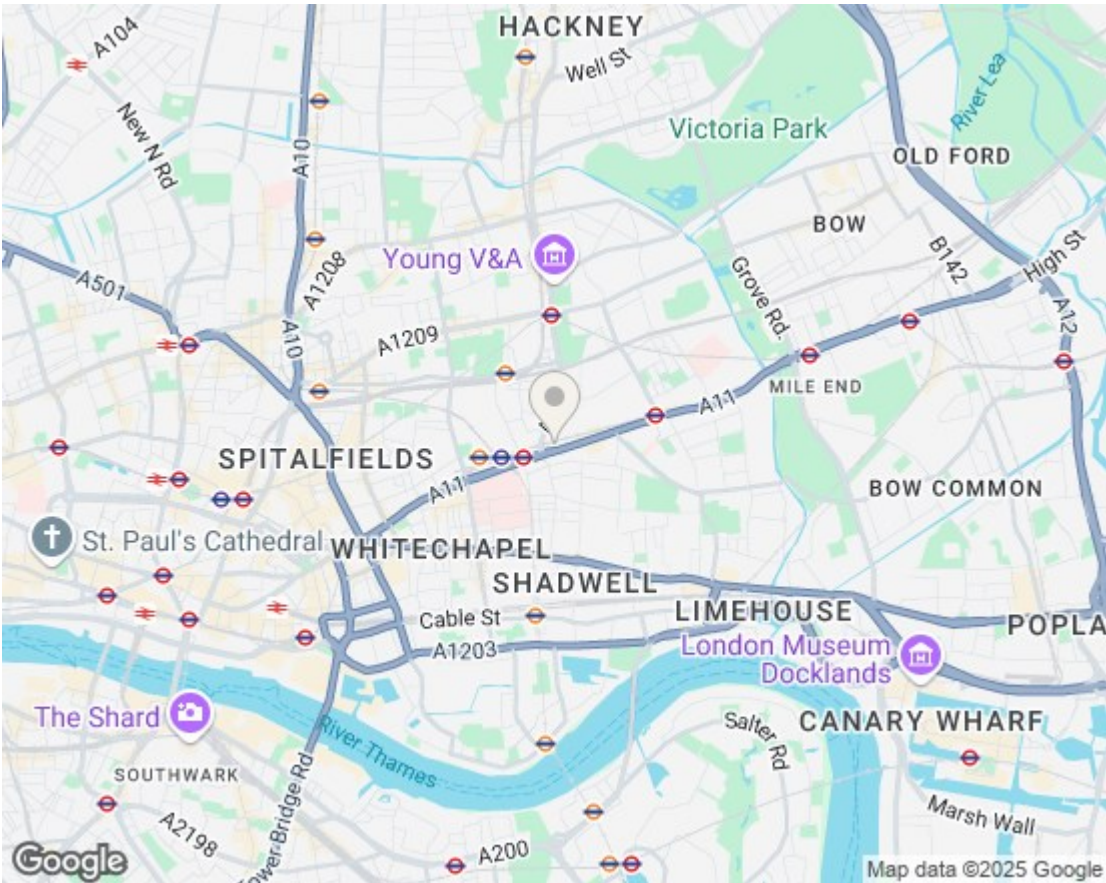 HACKNEY
A104
Well St
River Lea
New N Rd
A10
Victoria Park
OLD FORD
BOW
Young V&A
A1208
B142
High St
A501
Grove Rd.
A12
A10
A1209
MILE END
A11
SPITALFIELDS
A11
BOW COMMON
St. Paul's Cathedral
WHITECHAPEL
SHADWELL
Cable St
LIMEHOUSE
POPLA
A1203
London Museum
Docklands
The Shard
River Thames
Salter Rd
CANARY WHARF
SOUTHWARK
ower Bridge Rd
Marsh Wall
A2198
A200
Google
Map data ©2025 Google